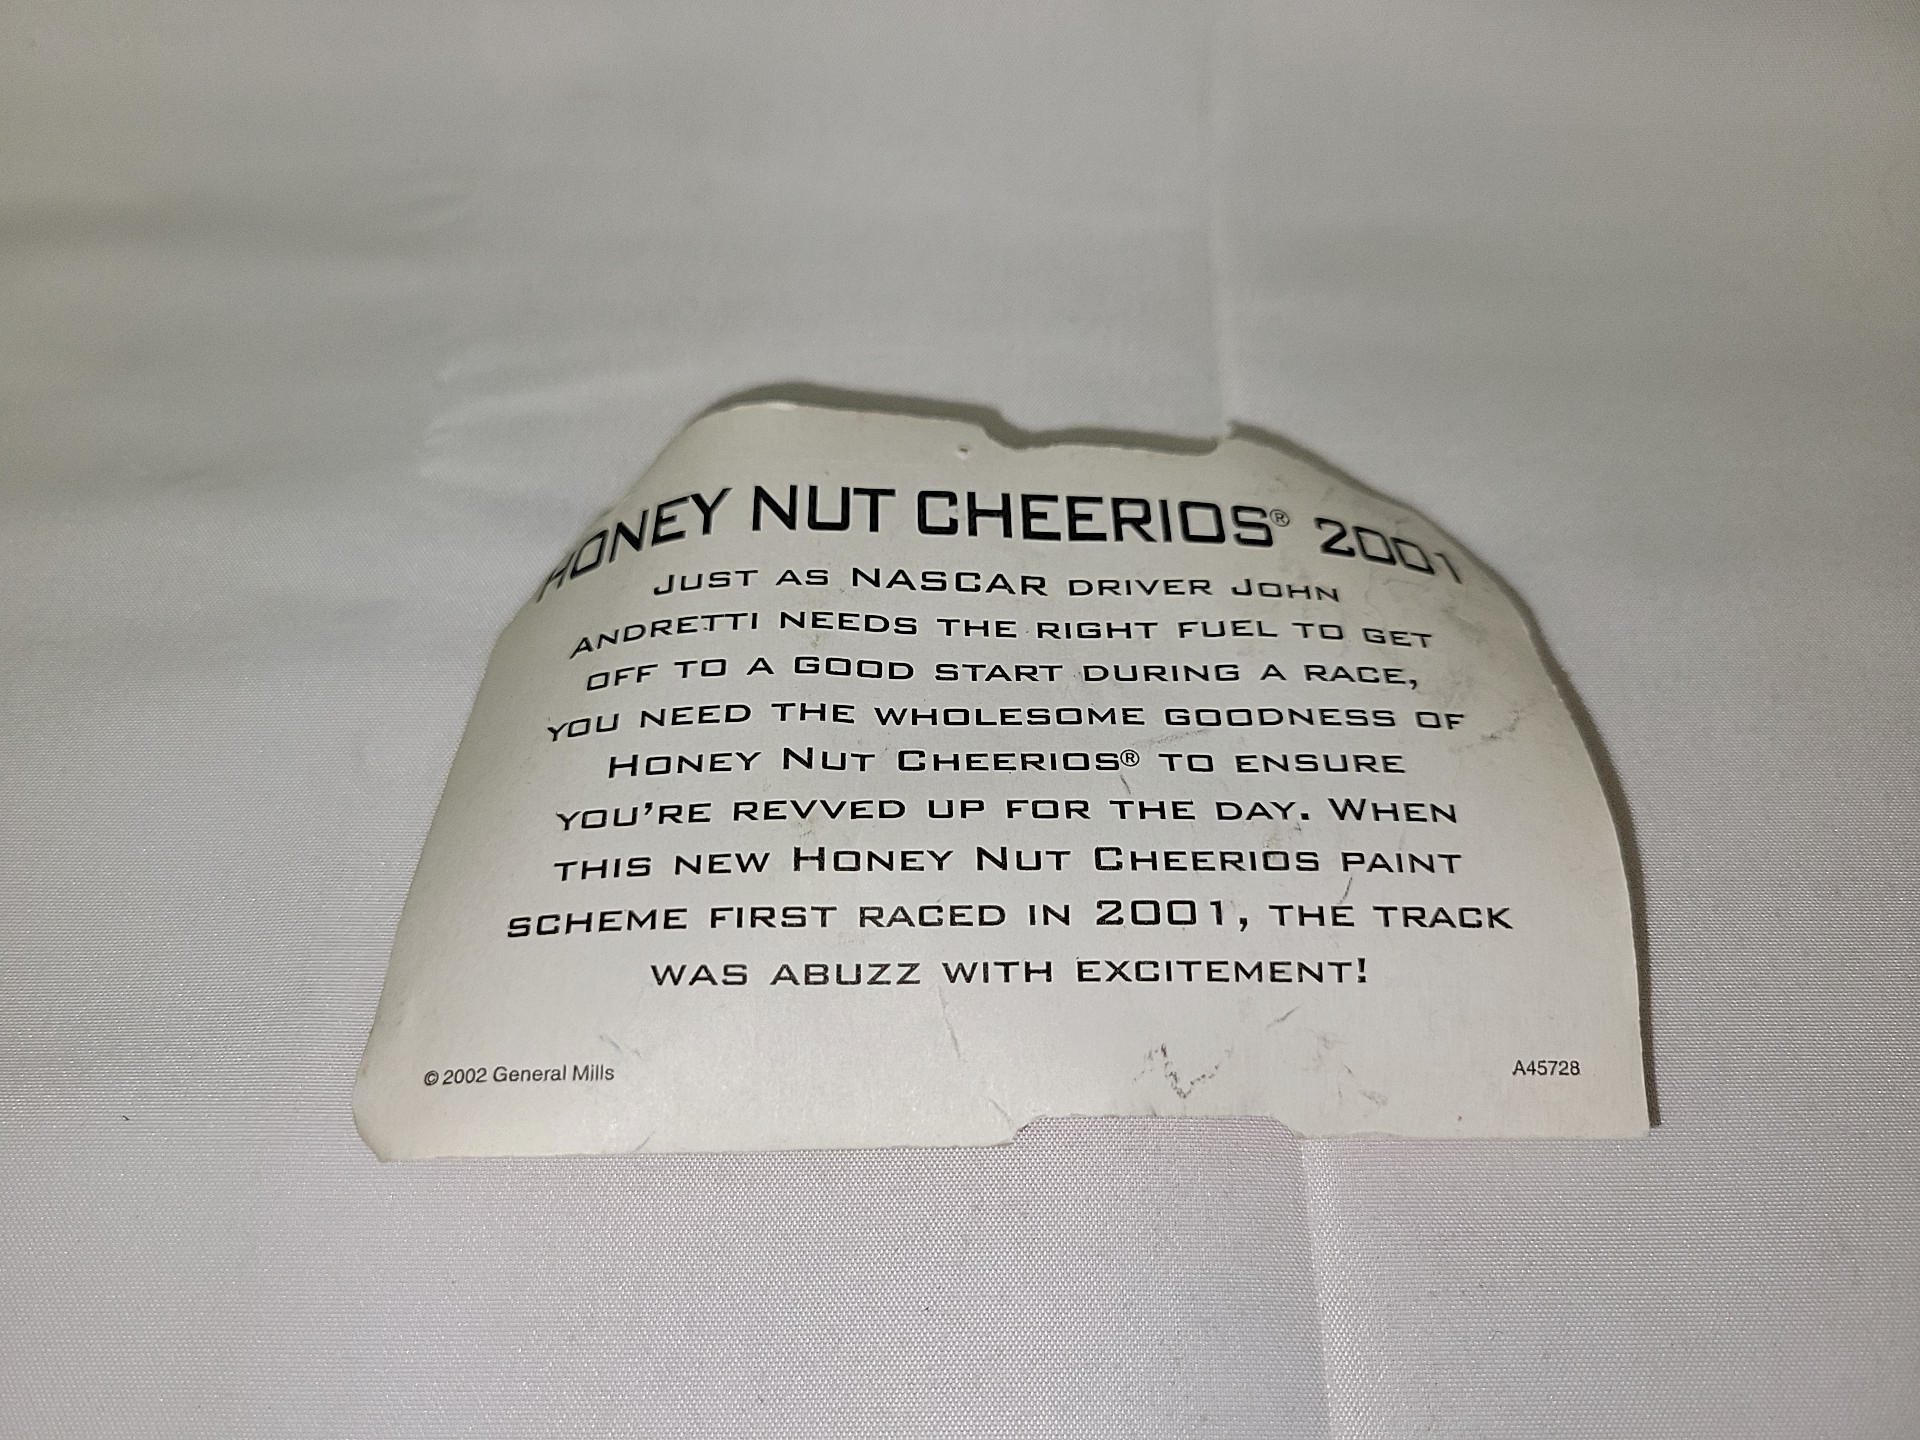 HONEY NUT CHEERIOS® 2001
JUST AS NASCAR DRIVER JOHN
ANDRETTI NEEDS THE RIGHT FUEL TO GET
OFF TO A GOOD START DURING A RACE,
YOU NEED THE WHOLESOME GOODNESS OF
HONEY NUT CHEERIOS® TO ENSURE
YOU'RE REVVED UP FOR THE DAY. WHEN
THIS NEW HONEY NUT CHEERIOS PAINT
SCHEME FIRST RACED IN 2001, THE TRACK
WAS ABUZZ WITH EXCITEMENT!
© 2002 General Mills
A45728